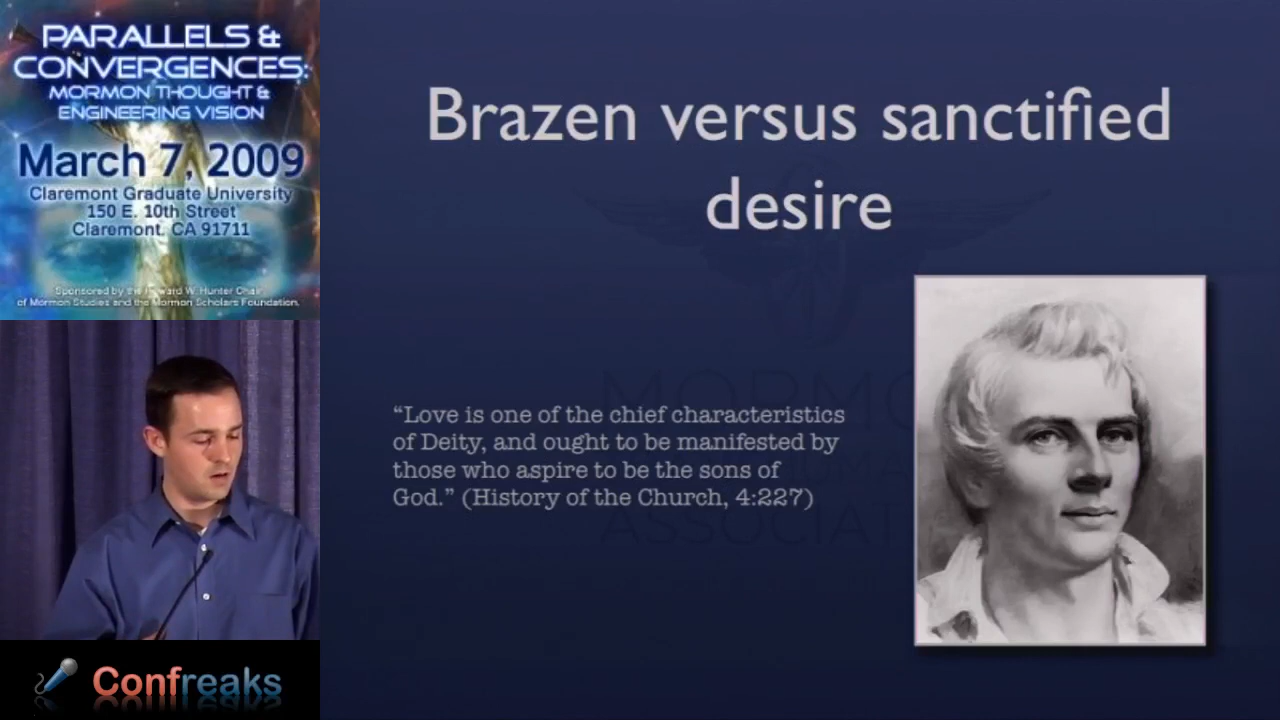 PARALLELS &
CONVERGENCES:
MORMON THOUGHT &
ENGINEERING VISION
March 7, 2009
Claremont Graduate University
150 E. 10th Street
Claremont, CA 91711
Sponsored by the Howard W. Hunter Chair
of Mormon Studies and the Mormon Scholars Foundation.
Confreaks
Brazen versus sanctified
desire
“Love is one of the chief characteristics
of Deity, and ought to be manifested by
those who aspire to be the sons of
God.” (History of the Church, 4:227)
MORMO
ASSOCIAT